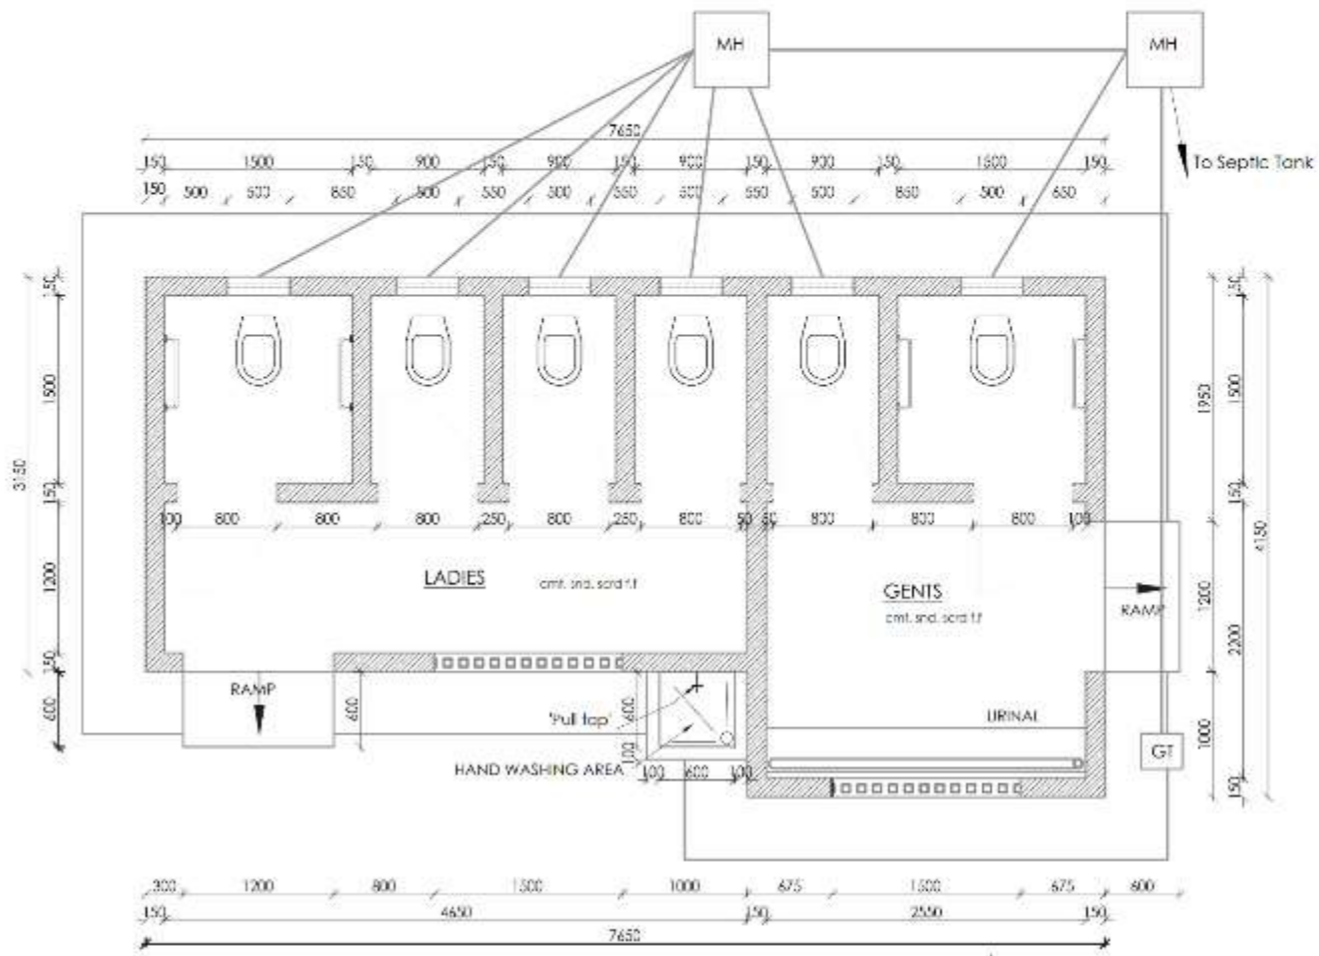 MH MH
7650
150 1500 150 900 150 900 150 900 150 900 150 1500 150
To Septic Tank
150 500 500 850 500 550 500 550 500 550 500 850 500 650
150 150 150 150
1500 1500 1950 1500
3150
150 150
100 800 800 800 250 800 250 800 50 50 800 800 800 100
4150
LADIES cmt. snd. scrd f.f
1200 GENTS 1200
cmt. snd. scrd f.f
RAMP
2200
150
RAMP
600 600 600
'Pull tap' URINAL
1000
GT
100
HAND WASHING AREA 100 600 100
150
300 1200 800 1500 1000 675 1500 675 600
150 4650 150 2550 150
7650